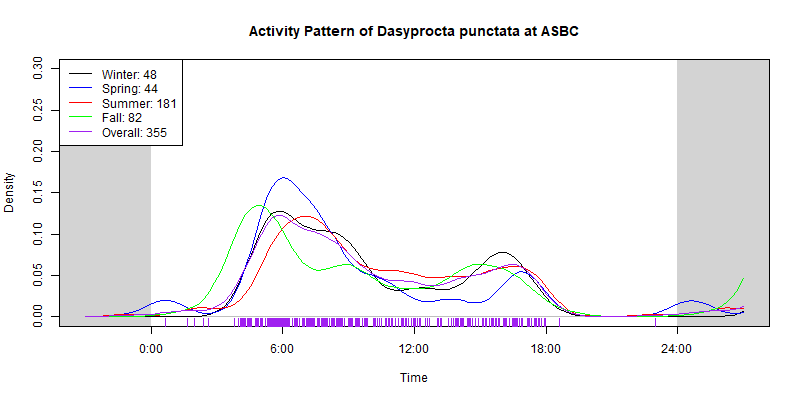 Activity Pattern of Dasyprocta punctata at ASBC
Winter: 48
Spring: 44
Summer: 181
Fall: 82
Overall: 355
Density
0.30
0.25
0.20
0.15
0.10
0.05
0.00
0:00 6:00 12:00 18:00 24:00
Time